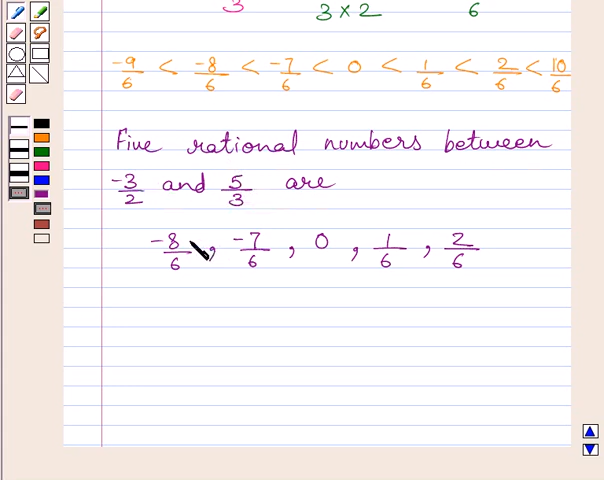 3 3 × 2 6
-9/6 < -8/6 < -7/6 < 0 < 1/6 < 2/6 < 10/6
Five rational numbers between
-3/2 and 5/3 are
-8/6 , -7/6 , 0 , 1/6 , 2/6